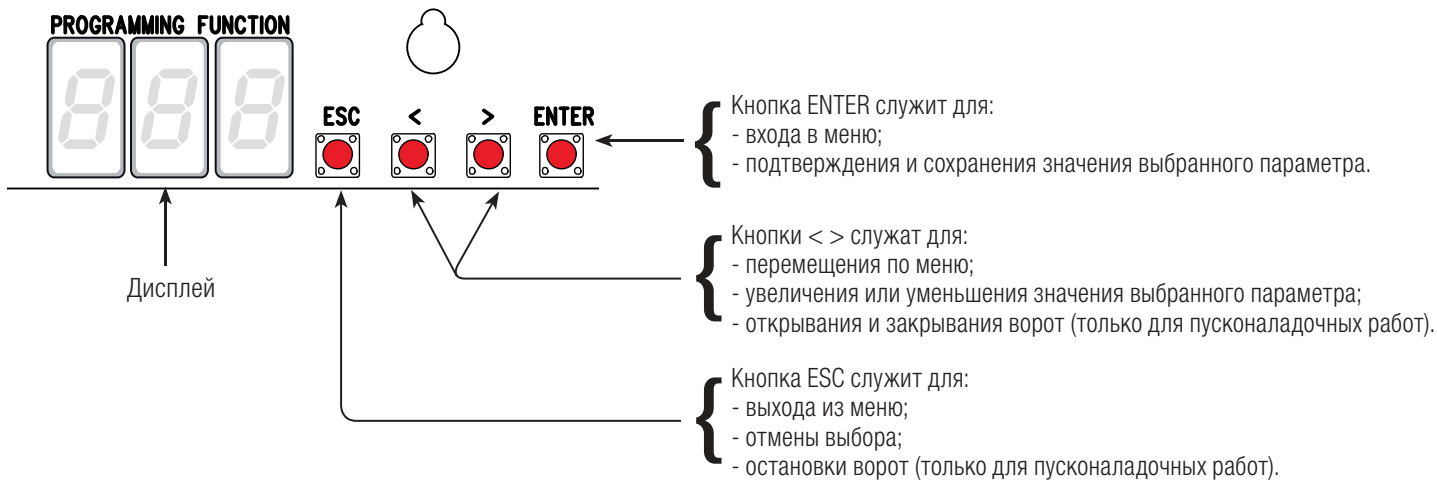 PROGRAMMING FUNCTION
ESC < > ENTER
Кнопка ENTER служит для:
- входа в меню;
- подтверждения и сохранения значения выбранного параметра.
Кнопки < > служат для:
- перемещения по меню;
- увеличения или уменьшения значения выбранного параметра;
- открывания и закрывания ворот (только для пусконаладочных работ).
Дисплей
Кнопка ESC служит для:
- выхода из меню;
- отмены выбора;
- остановки ворот (только для пусконаладочных работ).